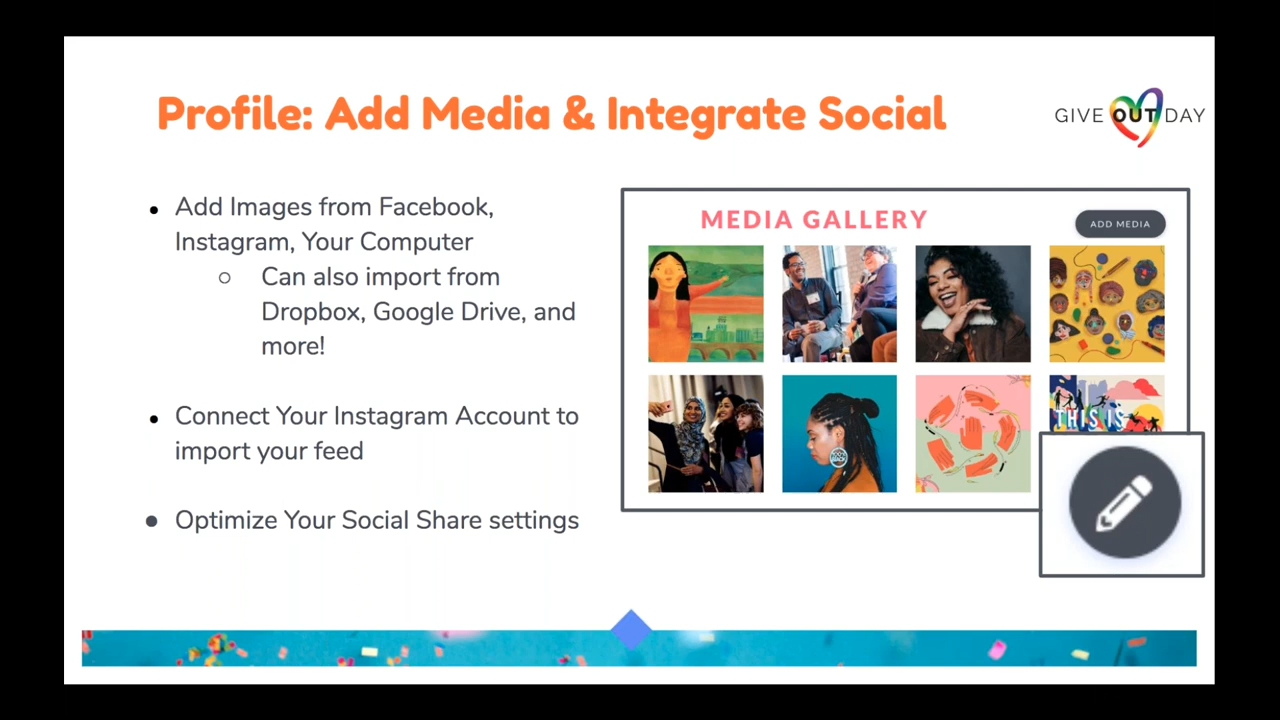 Profile: Add Media & Integrate Social
GIVE OUT DAY
• Add Images from Facebook,
Instagram, Your Computer
○ Can also import from
Dropbox, Google Drive, and
more!
• Connect Your Instagram Account to
import your feed
• Optimize Your Social Share settings
MEDIA GALLERY
ADD MEDIA
THIS IS